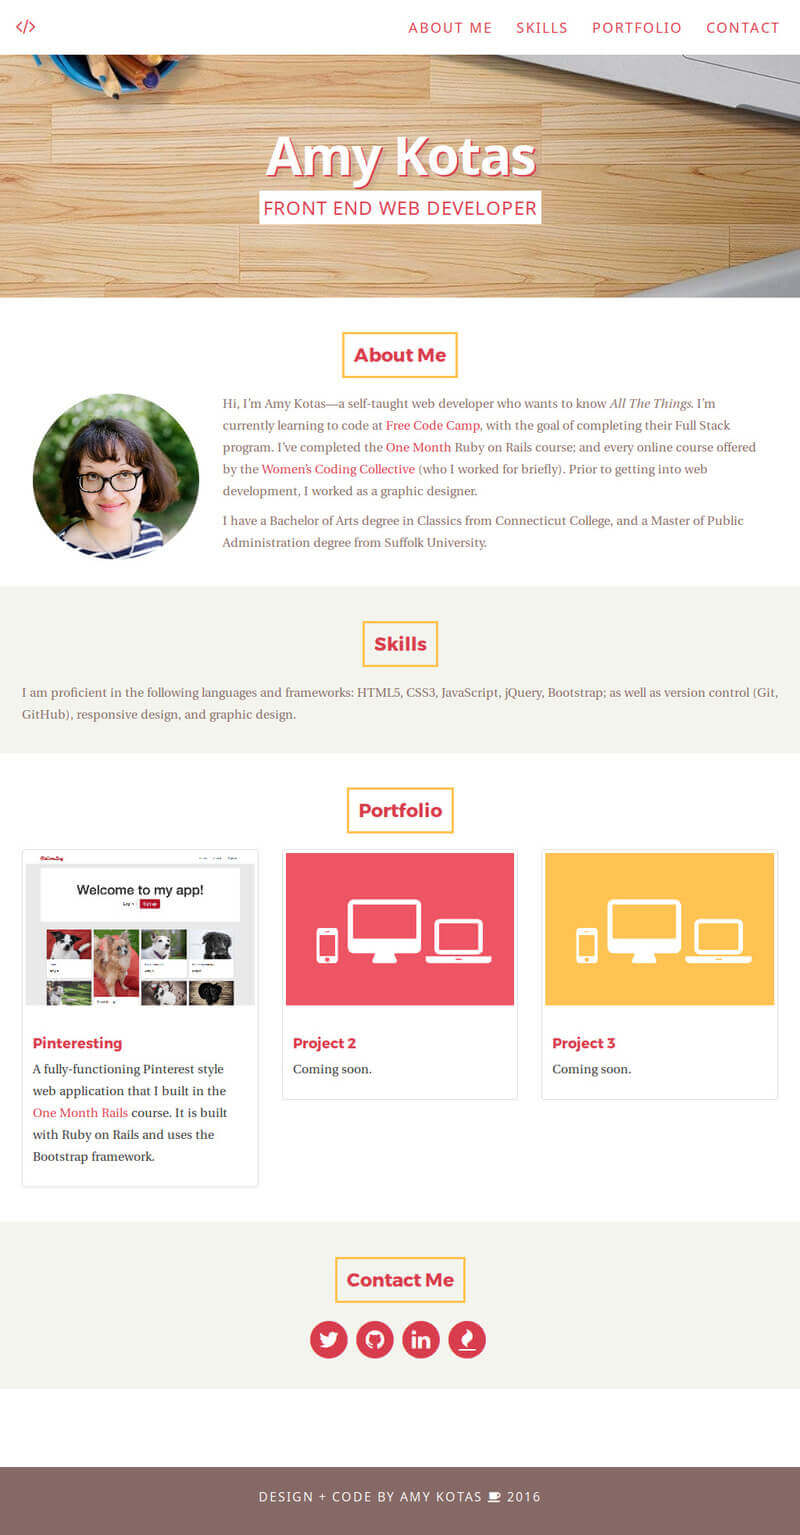 </>
ABOUT ME SKILLS PORTFOLIO CONTACT
Amy Kotas
FRONT END WEB DEVELOPER
About Me
Hi, I’m Amy Kotas—a self-taught web developer who wants to know All The Things. I’m
currently learning to code at Free Code Camp, with the goal of completing their Full Stack
program. I’ve completed the One Month Ruby on Rails course; and every online course offered
by the Women’s Coding Collective (who I worked for briefly). Prior to getting into web
development, I worked as a graphic designer.
I have a Bachelor of Arts degree in Classics from Connecticut College, and a Master of Public
Administration degree from Suffolk University.
Skills
I am proficient in the following languages and frameworks: HTML5, CSS3, JavaScript, jQuery, Bootstrap; as well as version control (Git,
GitHub), responsive design, and graphic design.
Portfolio
Welcome to my app!
Pinteresting
A fully-functioning Pinterest style
web application that I built in the
One Month Rails course. It is built
with Ruby on Rails and uses the
Bootstrap framework.
Project 2
Coming soon.
Project 3
Coming soon.
Contact Me
in
DESIGN + CODE BY AMY KOTAS 2016